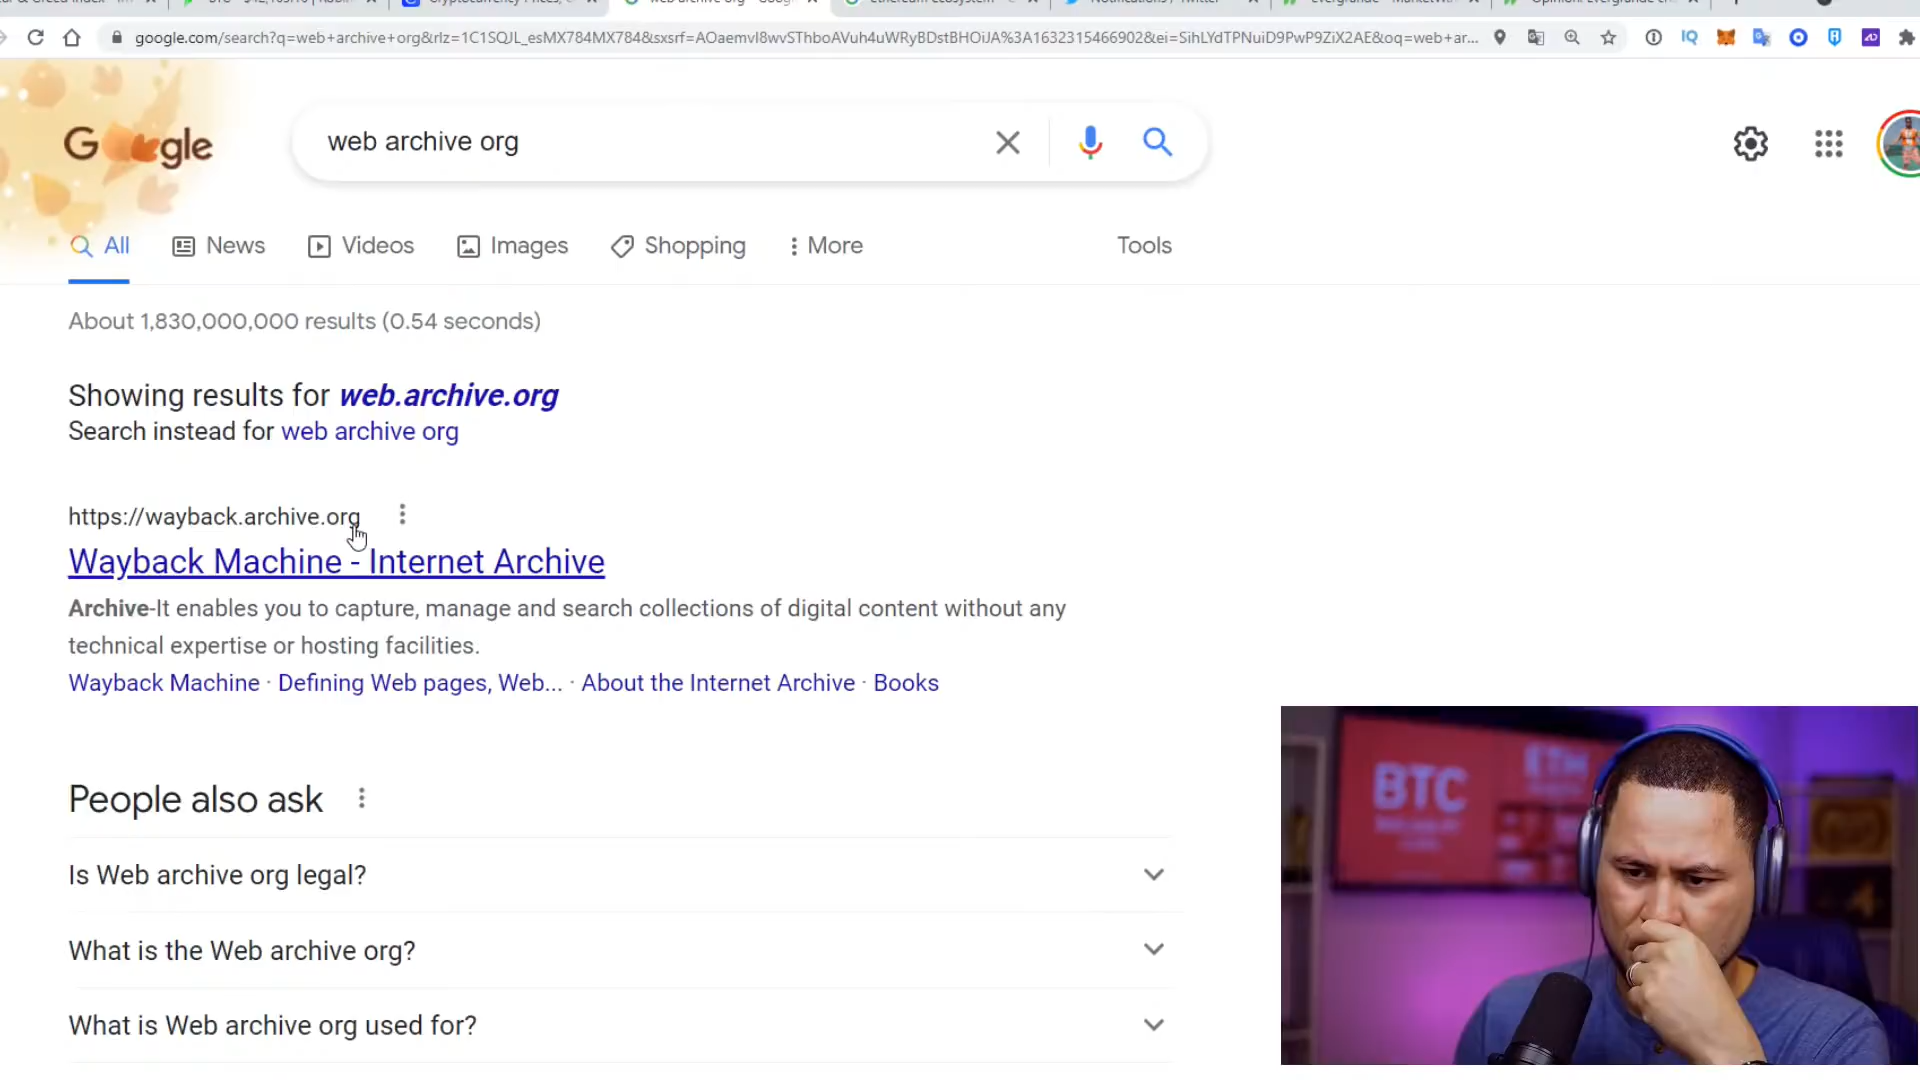 google.com/search?q=web+archive+org&rlz=1C1SQJL_esMX784MX784&sxsrf=AOaemvI8wvSThboAVuh4uWRyBDstBHOiJA%3A1632315466902&ei=SihLYdTPNuiD9PwP9ZiX2AE&oq=web+ar...
Google
web archive org
All
News
Videos
Images
Shopping
More
Tools
About 1,830,000,000 results (0.54 seconds)
Showing results for web.archive.org
Search instead for web archive org
https://wayback.archive.org
Wayback Machine - Internet Archive
Archive-It enables you to capture, manage and search collections of digital content without any
technical expertise or hosting facilities.
Wayback Machine · Defining Web pages, Web... · About the Internet Archive · Books
People also ask
Is Web archive org legal?
What is the Web archive org?
What is Web archive org used for?
BTC
ETH